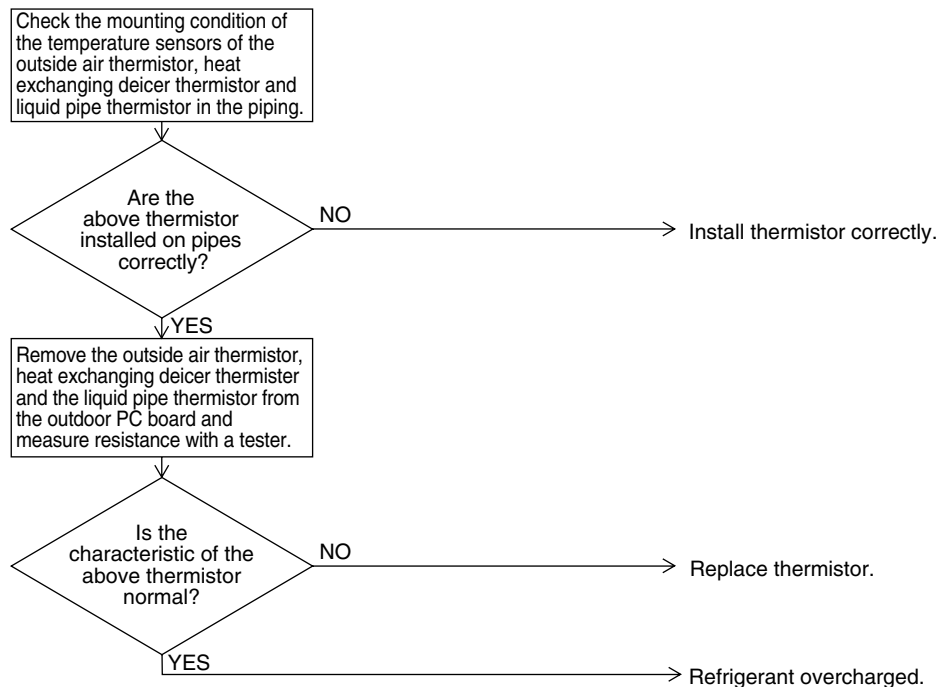 Check the mounting condition
of the temperature sensors of the
outside air thermistor, heat
exchanging deicer thermistor and
liquid pipe thermistor in the piping.
Are the
above thermistor
installed on pipes
correctly?
NO
Install thermistor correctly.
YES
Remove the outside air thermistor,
heat exchanging deicer thermister
and the liquid pipe thermistor from
the outdoor PC board and
measure resistance with a tester.
Is the
characteristic of the
above thermistor
normal?
NO
Replace thermistor.
YES
Refrigerant overcharged.